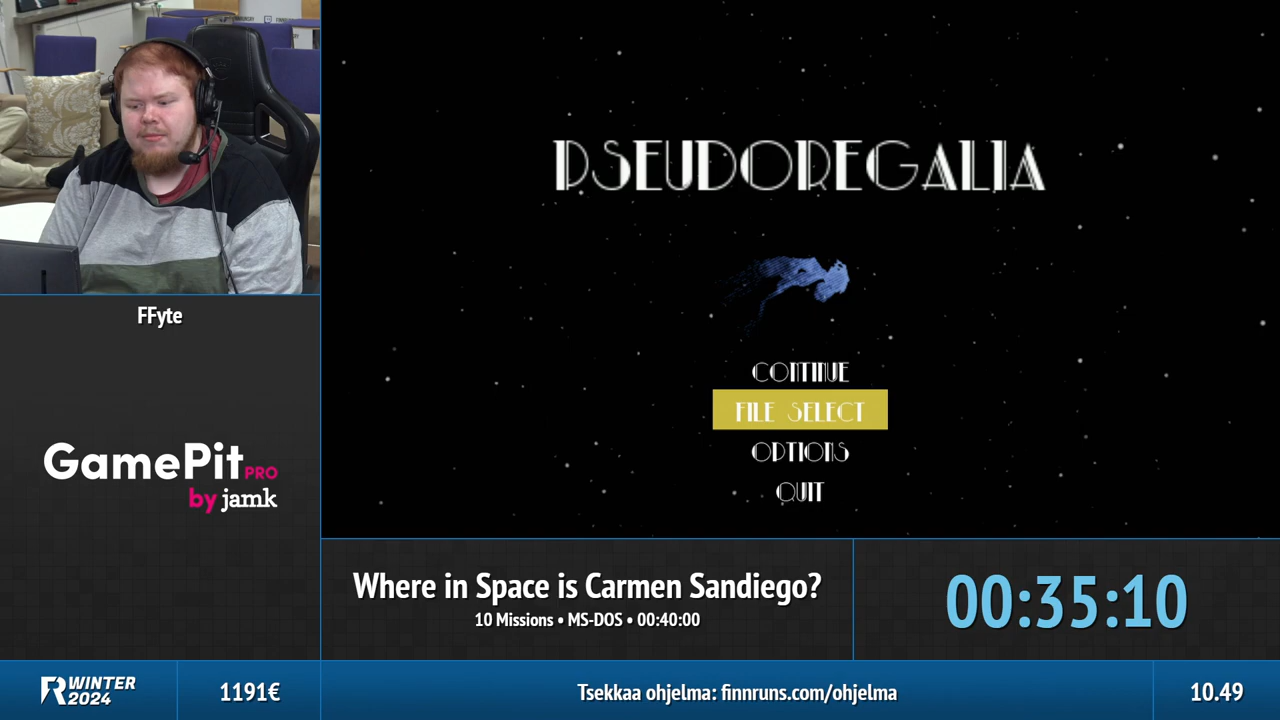 PSEUDOREGALIA
CONTINUE
FILE SELECT
OPTIONS
QUIT
FFyte
GamePit PRO
by jamk
Where in Space is Carmen Sandiego?
10 Missions • MS-DOS • 00:40:00
00:35:10
R WINTER
2024
1191€
Tsekkaa ohjelma: finnruns.com/ohjelma
10.49